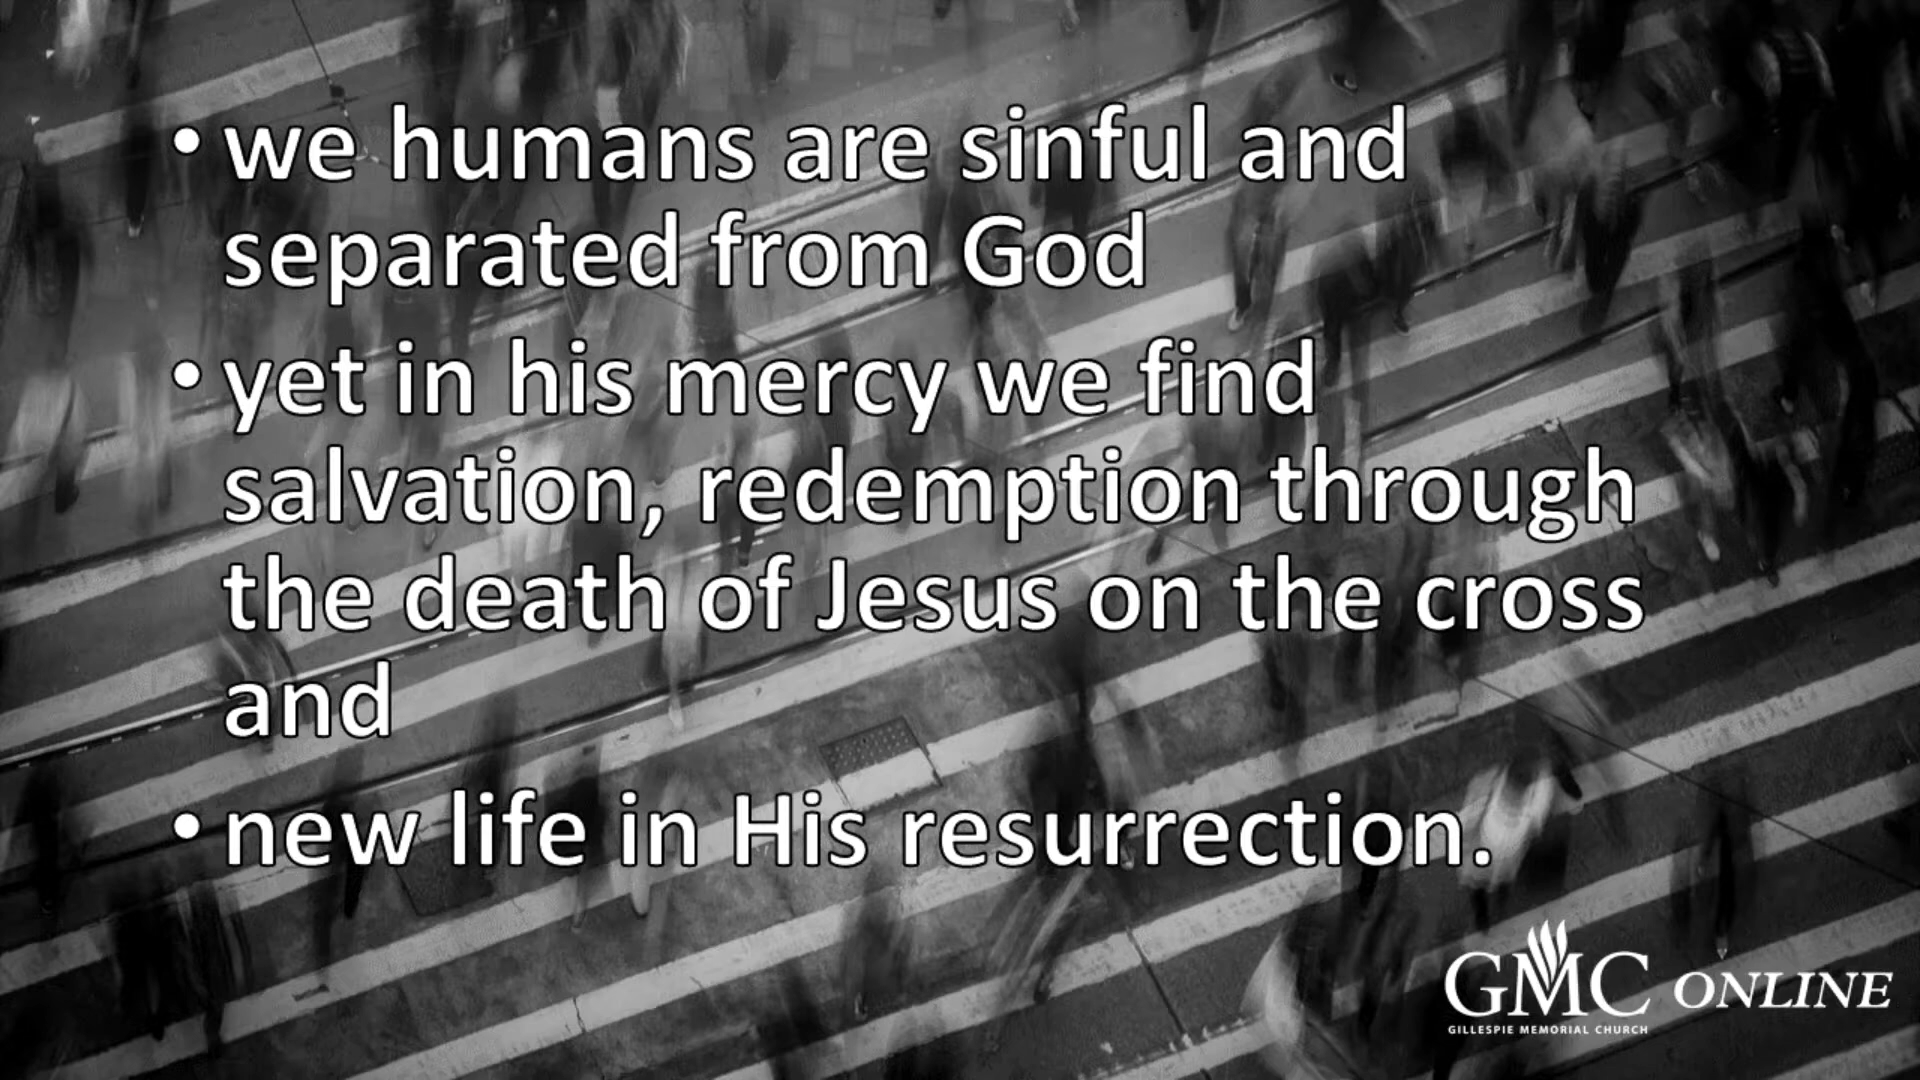 • we humans are sinful and
separated from God
• yet in his mercy we find
salvation, redemption through
the death of Jesus on the cross
and
• new life in His resurrection.
GMC ONLINE
GILLESPIE MEMORIAL CHURCH